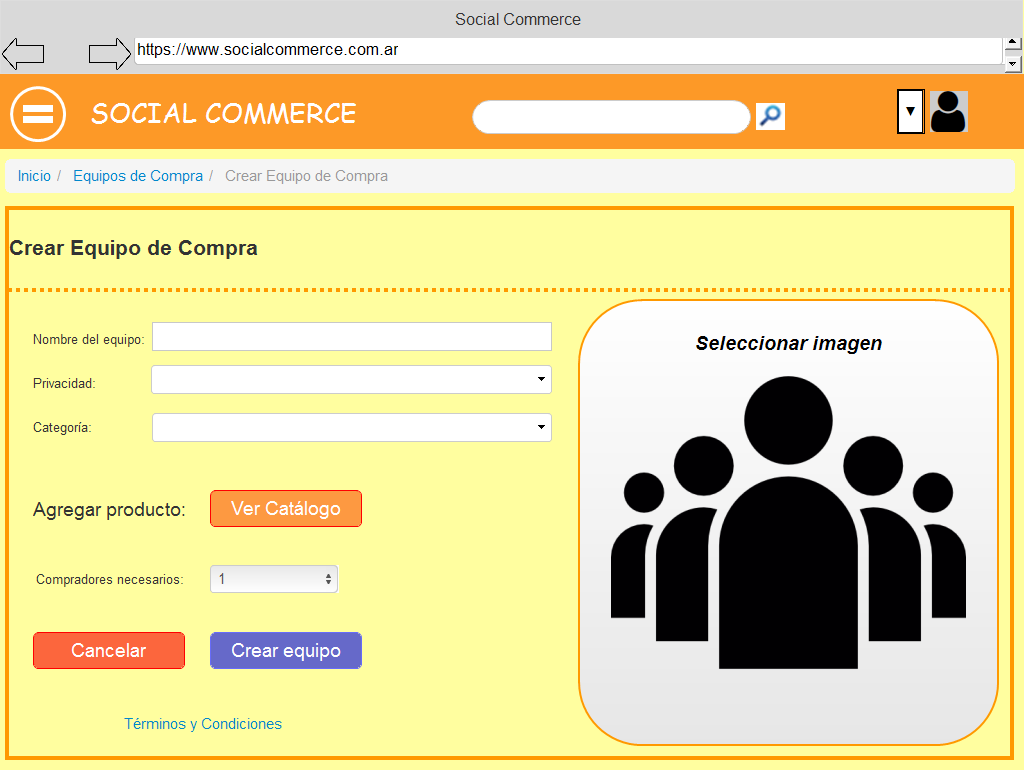 Social Commerce
https://www.socialcommerce.com.ar
SOCIAL COMMERCE
Inicio / Equipos de Compra / Crear Equipo de Compra
Crear Equipo de Compra
Seleccionar imagen
Nombre del equipo:
Privacidad:
Categoría:
Agregar producto: Ver Catálogo
Compradores necesarios: 1
Cancelar Crear equipo
Términos y Condiciones